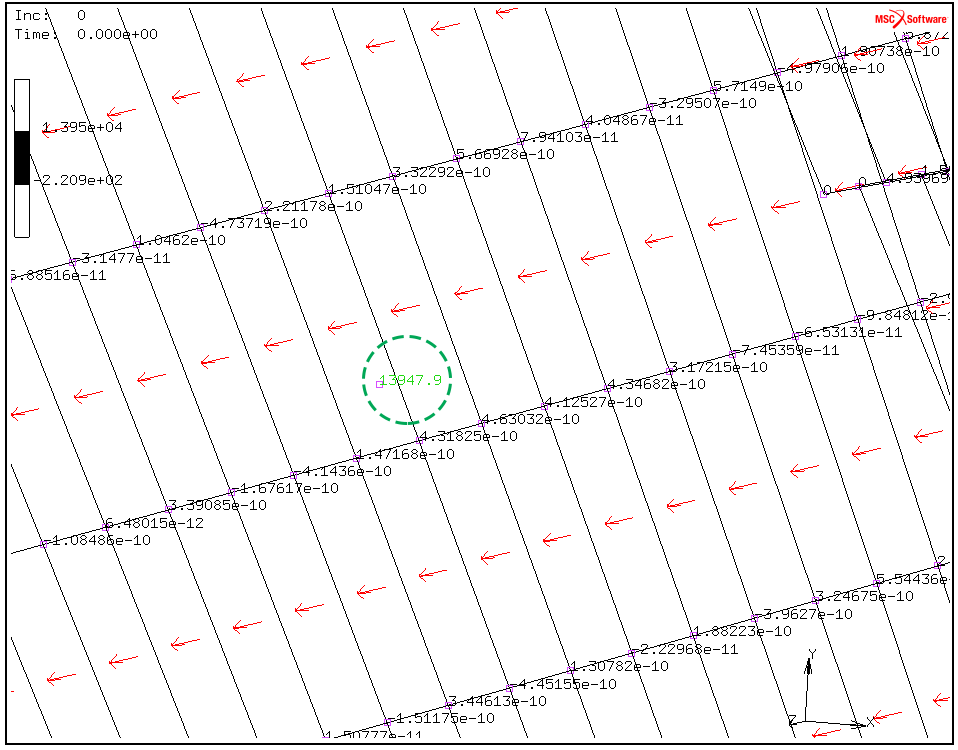 Inc: 0
MSC Software
Time: 0.000e+00
1.90738e-10
-4.97906e-10
5.7149e-10
-3.29507e-10
4.04867e-11
1.395e+04
7.94103e-11
5.66928e-10
3.32292e-10
-2.209e+02
0
0
1.51047e-10
2.21178e-10
-4.73719e-10
1.0462e-10
-3.1477e-11
5.88516e-11
-6.53131e-11
-7.45359e-11
3.17215e-10
13947.9
4.34682e-10
4.12527e-10
4.63032e-10
4.31825e-10
1.47168e-10
-4.1436e-10
-1.67617e-10
3.39085e-10
6.48015e-12
-1.08486e-10
5.54436e
3.24675e-10
-3.9627e-10
1.88223e-10
-2.22968e-11
Y
1.30782e-10
-4.45155e-10
3.44613e-10
-1.51175e-10
Z
X